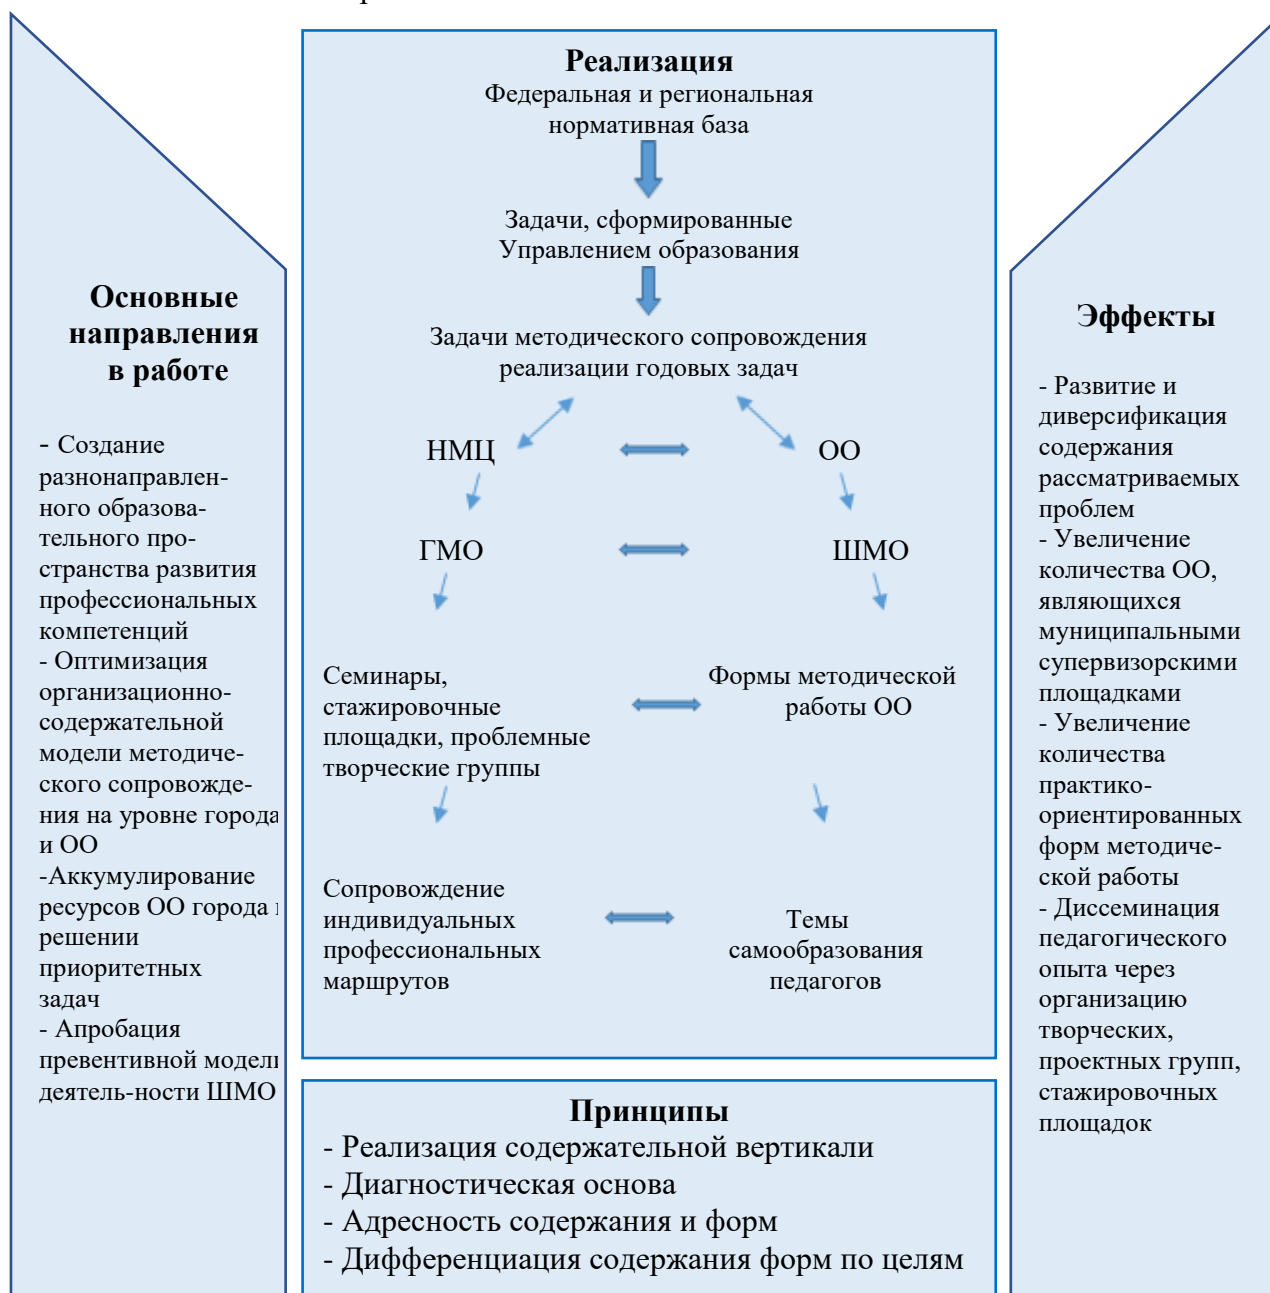 Основные
направления
в работе
- Создание
разнонаправлен-
ного образова-
тельного про-
странства развития
профессиональных
компетенций
- Оптимизация
организационно-
содержательной
модели методиче-
ского сопровожде-
ния на уровне города
и ОО
-Аккумулирование
ресурсов ОО города
решении
приоритетных
задач
- Апробация
превентивной модели
деятель-ности ШМО
Реализация
Федеральная и региональная
нормативная база
Задачи, сформированные
Управлением образования
Задачи методического сопровождения
реализации годовых задач
НМЦ ОО
ГМО ШМО
Семинары,
стажировочные
площадки, проблемные
творческие группы
Формы методической
работы ОО
Сопровождение
индивидуальных
профессиональных
маршрутов
Темы
самообразования
педагогов
Принципы
- Реализация содержательной вертикали
- Диагностическая основа
- Адресность содержания и форм
- Дифференциация содержания форм по целям
Эффекты
- Развитие и
диверсификация
содержания
рассматриваемых
проблем
- Увеличение
количества ОО,
являющихся
муниципальными
супервизорскими
площадками
- Увеличение
количества
практико-
ориентированных
форм методиче-
ской работы
- Диссеминация
педагогического
опыта через
организацию
творческих,
проектных групп,
стажировочных
площадок